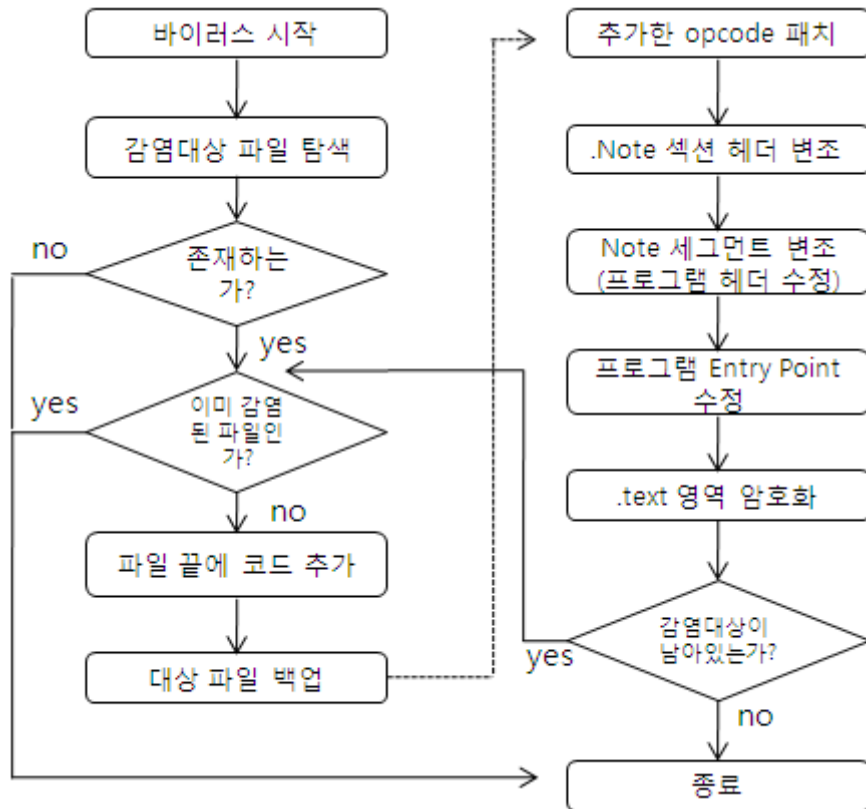 바이러스 시작
감염대상 파일 탐색
no
존재하는
가?
yes
yes
이미 감염
된 파일인
가?
no
파일 끝에 코드 추가
대상 파일 백업
추가한 opcode 패치
.Note 섹션 헤더 변조
Note 세그먼트 변조
(프로그램 헤더 수정)
프로그램 Entry Point
수정
.text 영역 암호화
감염대상이
남아있는가?
yes
no
종료